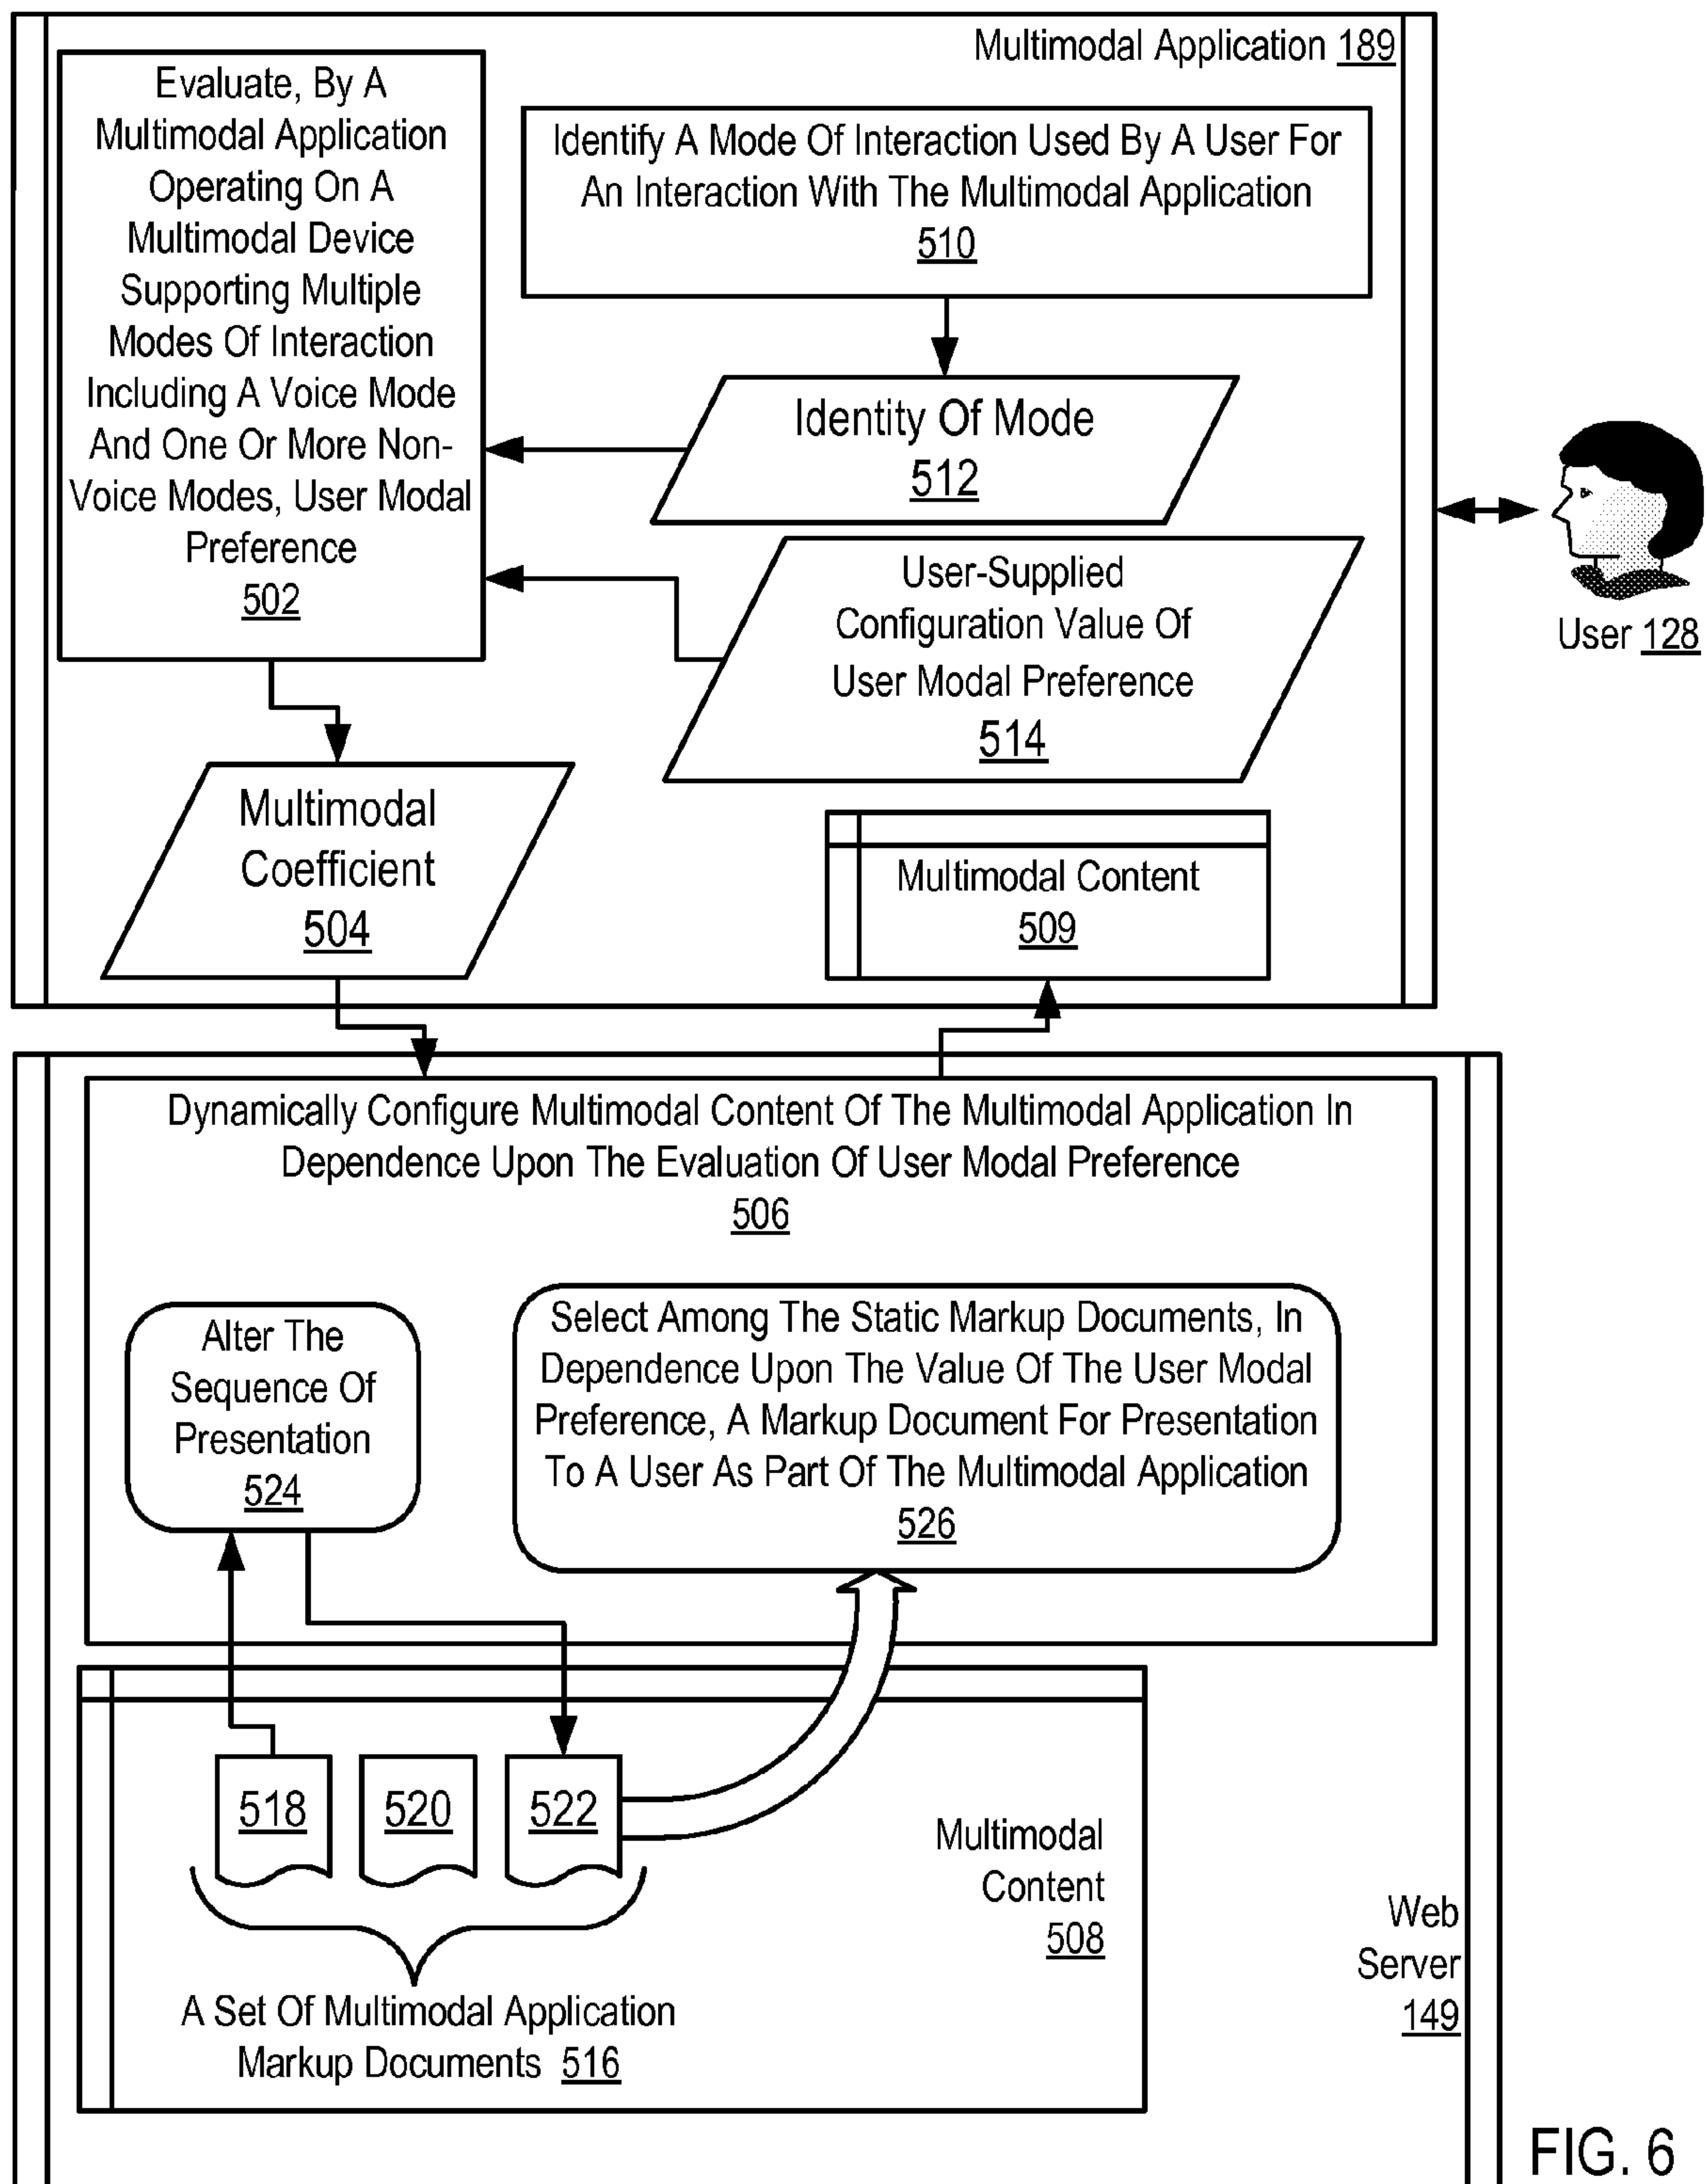 Multimodal Application 189
Evaluate, By A
Multimodal Application
Operating On A
Multimodal Device
Supporting Multiple
Modes Of Interaction
Including A Voice Mode
And One Or More Non-
Voice Modes, User Modal
Preference
502
Identify A Mode Of Interaction Used By A User For
An Interaction With The Multimodal Application
510
Identity Of Mode
512
User-Supplied
Configuration Value Of
User Modal Preference
514
User 128
Multimodal
Coefficient
504
Multimodal Content
509
Dynamically Configure Multimodal Content Of The Multimodal Application In
Dependence Upon The Evaluation Of User Modal Preference
506
Alter The
Sequence Of
Presentation
524
Select Among The Static Markup Documents, In
Dependence Upon The Value Of The User Modal
Preference, A Markup Document For Presentation
To A User As Part Of The Multimodal Application
526
518
520
522
Multimodal
Content
508
A Set Of Multimodal Application
Markup Documents 516
Web
Server
149
FIG. 6